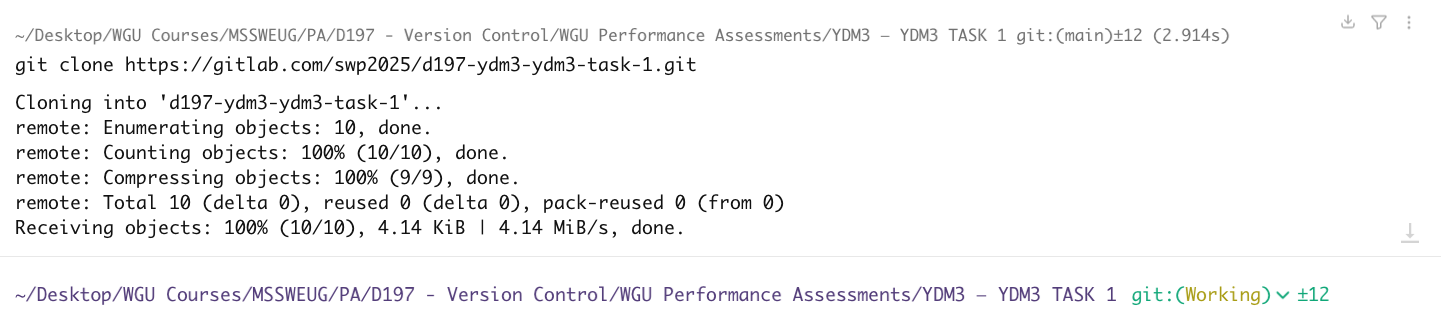 ~/Desktop/WGU Courses/MSSWEUG/PA/D197 - Version Control/WGU Performance Assessments/YDM3 – YDM3 TASK 1 git:(main)±12 (2.914s)
git clone https://gitlab.com/swp2025/d197-ydm3-ydm3-task-1.git
Cloning into 'd197-ydm3-ydm3-task-1'...
remote: Enumerating objects: 10, done.
remote: Counting objects: 100% (10/10), done.
remote: Compressing objects: 100% (9/9), done.
remote: Total 10 (delta 0), reused 0 (delta 0), pack-reused 0 (from 0)
Receiving objects: 100% (10/10), 4.14 KiB | 4.14 MiB/s, done.
~/Desktop/WGU Courses/MSSWEUG/PA/D197 - Version Control/WGU Performance Assessments/YDM3 – YDM3 TASK 1 git:(Working) ±12